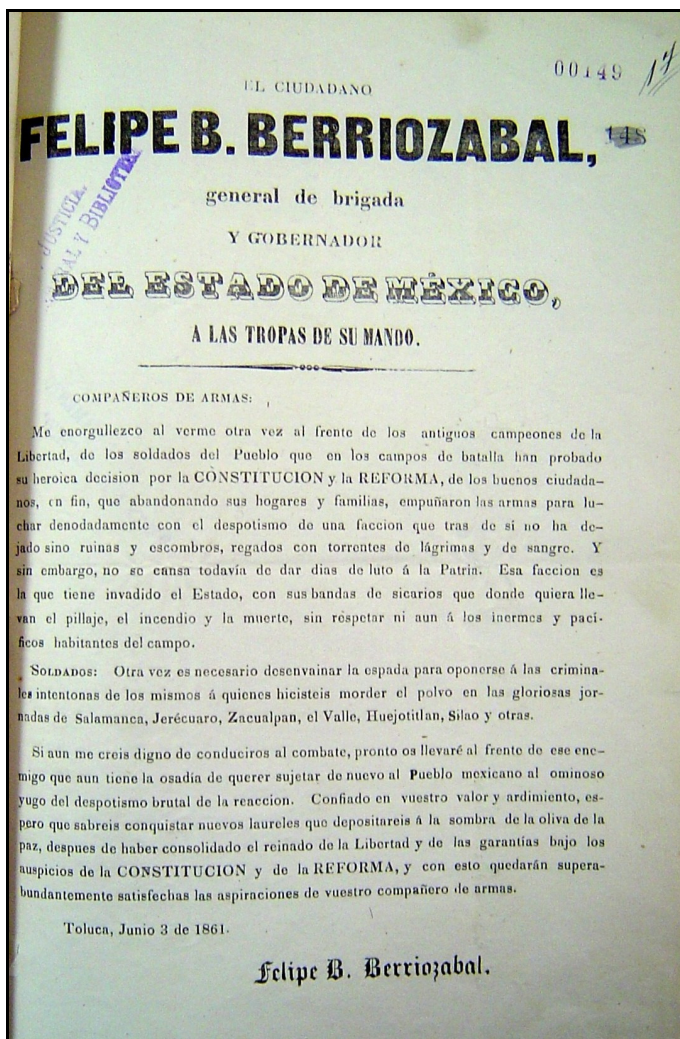 00149
14
EL CIUDADANO
FELIPE B. BERRIOZABAL,
148
general de brigada
JUSTICIA.
Y BIBLIOTE
Y GOBERNADOR
DEL ESTADO DE MÉXICO,
A LAS TROPAS DE SU MANDO.
COMPAÑEROS DE ARMAS:
Me enorgullezco al verme otra vez al frente de los antiguos campeones de la
Libertad, de los soldados del Pueblo que en los campos de batalla han probado
su heroica decision por la CONSTITUCION y la REFORMA, de los buenos ciudada-
nos, en fin, que abandonando sus hogares y familias, empuñaron las armas para lu-
char denodadamente con el despotismo de una faccion que tras de sí no ha de-
jado sino ruinas y escombros, regados con torrentes de lágrimas y de sangre. Y
sin embargo, no se cansa todavía de dar dias de luto á la Patria. Esa faccion es
la que tiene invadido el Estado, con sus bandas de sicarios que donde quiera lle-
van el pillaje, el incendio y la muerte, sin respetar ni aun á los inermes y pací-
ficos habitantes del campo.
SOLDADOS: Otra vez es necesario desenvainar la espada para oponerse á las crimina-
les intentonas de los mismos á quienes hicisteis morder el polvo en las gloriosas jor-
nadas de Salamanca, Jerécuaro, Zacualpan, el Valle, Huejotitlan, Silao y otras.
Si aun me creis digno de conduciros al combate, pronto os llevaré al frente de ese ene-
migo que aun tiene la osadía de querer sujetar de nuevo al Pueblo mexicano al ominoso
yugo del despotismo brutal de la reaccion. Confiado en vuestro valor y ardimiento, es-
pero que sabreis conquistar nuevos laureles que depositareis á la sombra de la oliva de la
paz, despues de haber consolidado el reinado de la Libertad y de las garantías bajo los
auspicios de la CONSTITUCION y de la REFORMA, y con esto quedarán supera-
bundantemente satisfechas las aspiraciones de vuestro compañero de armas.
Toluca, Junio 3 de 1861.
Felipe B. Berriozabal.